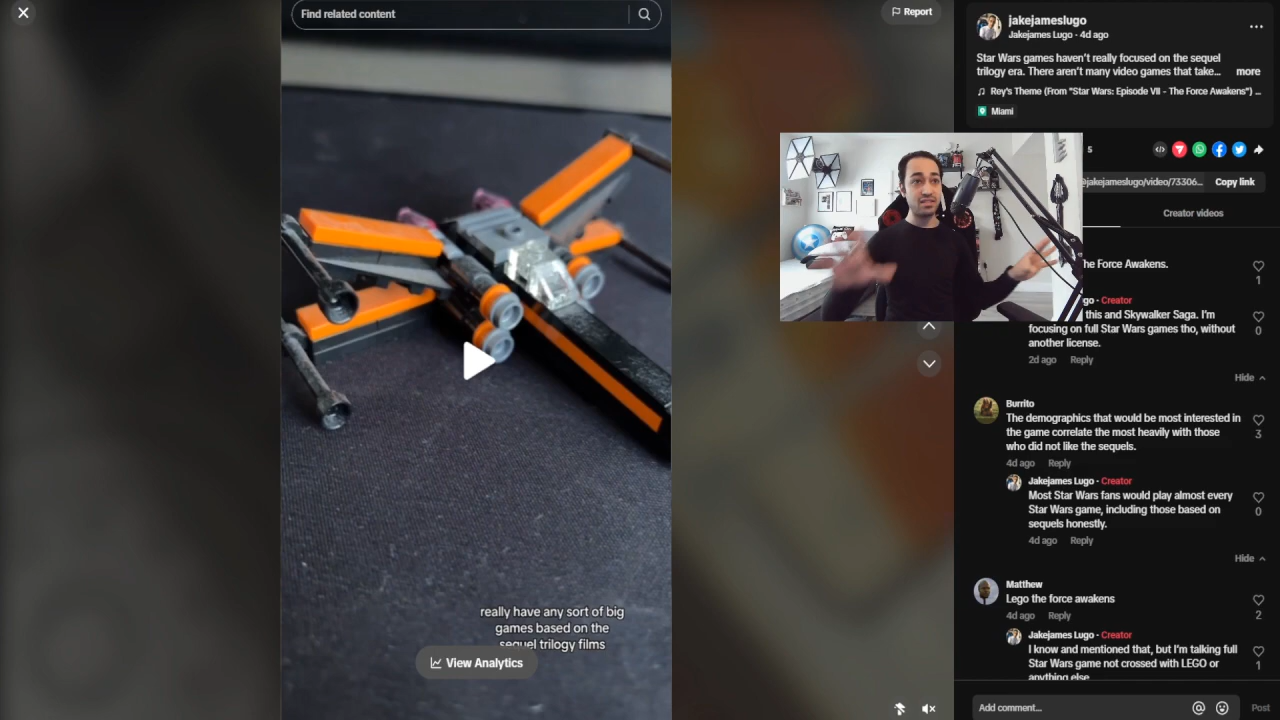 Find related content
Report
really have any sort of big
games based on the
sequel trilogy films
View Analytics
jakejameslugo
Jakejames Lugo · 4d ago
Star Wars games haven't really focused on the sequel
trilogy era. There aren't many video games that take... more
Rey's Theme (From "Star Wars: Episode VII - The Force Awakens") ...
Miami
5
@jakejameslugo/video/73306... Copy link
Creator videos
he Force Awakens.
1
go · Creator
this and Skywalker Saga. I'm
0
focusing on full Star Wars games tho, without
another license.
2d ago Reply
Hide
Burrito
The demographics that would be most interested in
the game correlate the most heavily with those
3
who did not like the sequels.
4d ago Reply
Jakejames Lugo · Creator
Most Star Wars fans would play almost every
Star Wars game, including those based on
0
sequels honestly.
4d ago Reply
Hide
Matthew
Lego the force awakens
2
4d ago Reply
Jakejames Lugo · Creator
I know and mentioned that, but I'm talking full
Star Wars game not crossed with LEGO or
1
anything else
Add comment... Post